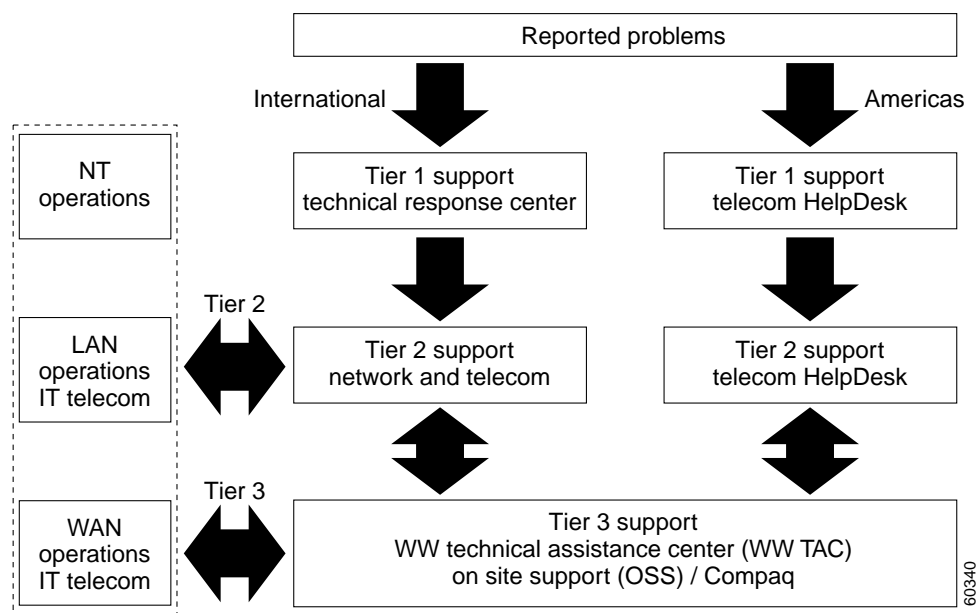 Reported problems
International
Americas
NT
operations
Tier 1 support
technical response center
Tier 1 support
telecom HelpDesk
Tier 2
LAN
operations
IT telecom
Tier 2 support
network and telecom
Tier 2 support
telecom HelpDesk
Tier 3
WAN
operations
IT telecom
Tier 3 support
WW technical assistance center (WW TAC)
on site support (OSS) / Compaq
60340